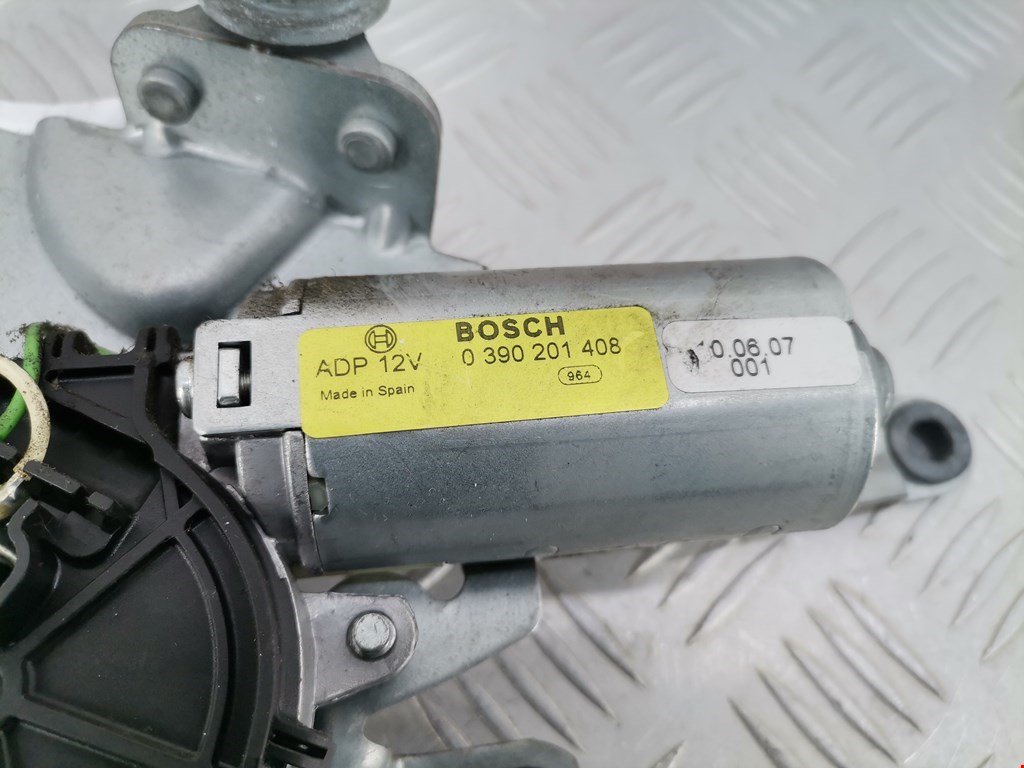 BOSCH
ADP 12V 0 390 201 408
964
Made in Spain
10.06.07
001